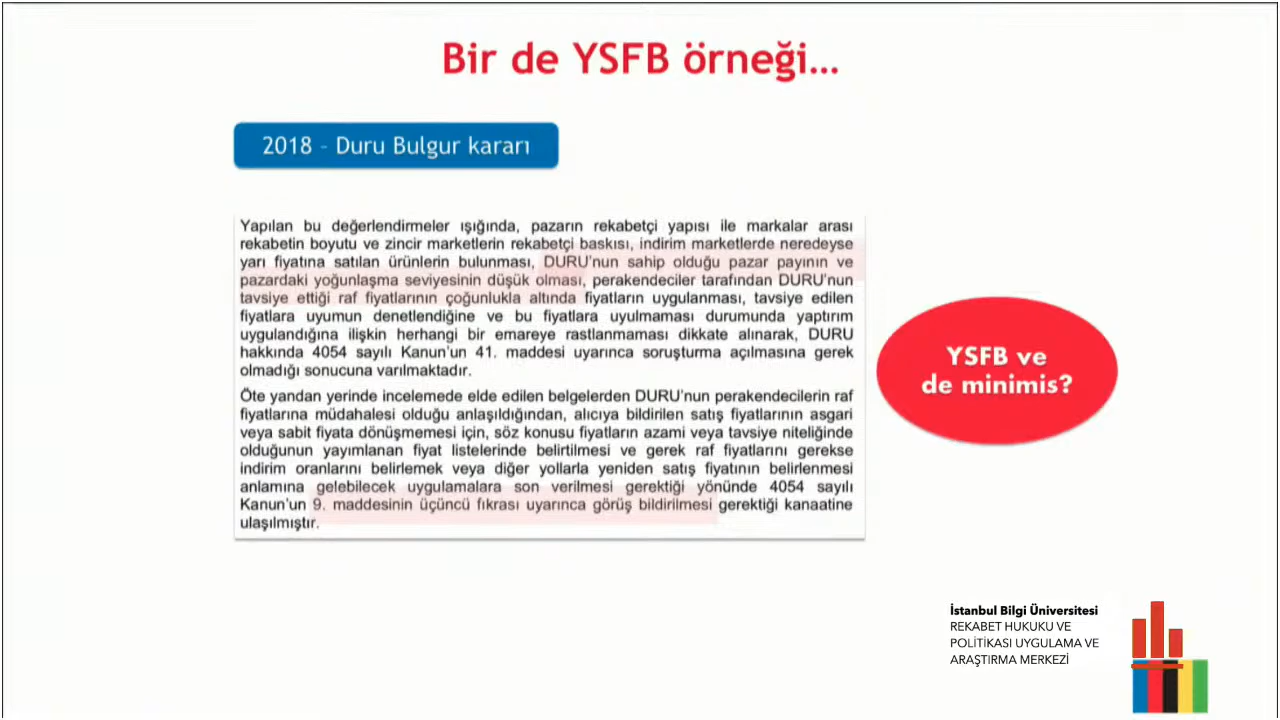 Bir de YSFB örneği...
2018 – Duru Bulgur kararı
Yapılan bu değerlendirmeler ışığında, pazarın rekabetçi yapısı ile markalar arası
rekabetin boyutu ve zincir marketlerin rekabetçi baskısı, indirim marketlerde neredeyse
yarı fiyatına satılan ürünlerin bulunması, DURU'nun sahip olduğu pazar payının ve
pazardaki yoğunlaşma seviyesinin düşük olması, perakendeciler tarafından DURU'nun
tavsiye ettiği raf fiyatlarının çoğunlukla altında fiyatların uygulanması, tavsiye edilen
fiyatlara uyumun denetlendiğine ve bu fiyatlara uyulmaması durumunda yaptırım
uygulandığına ilişkin herhangi bir emareye rastlanmaması dikkate alınarak, DURU
hakkında 4054 sayılı Kanun'un 41. maddesi uyarınca soruşturma açılmasına gerek
olmadığı sonucuna varılmaktadır.
Öte yandan yerinde incelemede elde edilen belgelerden DURU'nun perakendecilerin raf
fiyatlarına müdahalesi olduğu anlaşıldığından, alıcıya bildirilen satış fiyatlarının asgari
veya sabit fiyata dönüşmemesi için, söz konusu fiyatların azami veya tavsiye niteliğinde
olduğunun yayımlanan fiyat listelerinde belirtilmesi ve gerek raf fiyatlarını gerekse
indirim oranlarını belirlemek veya diğer yollarla yeniden satış fiyatının belirlenmesi
anlamına gelebilecek uygulamalara son verilmesi gerektiği yönünde 4054 sayılı
Kanun'un 9. maddesinin üçüncü fıkrası uyarınca görüş bildirilmesi gerektiği kanaatine
ulaşılmıştır.
YSFB ve
de minimis?
İstanbul Bilgi Üniversitesi
REKABET HUKUKU VE
POLİTİKASI UYGULAMA VE
ARAŞTIRMA MERKEZİ